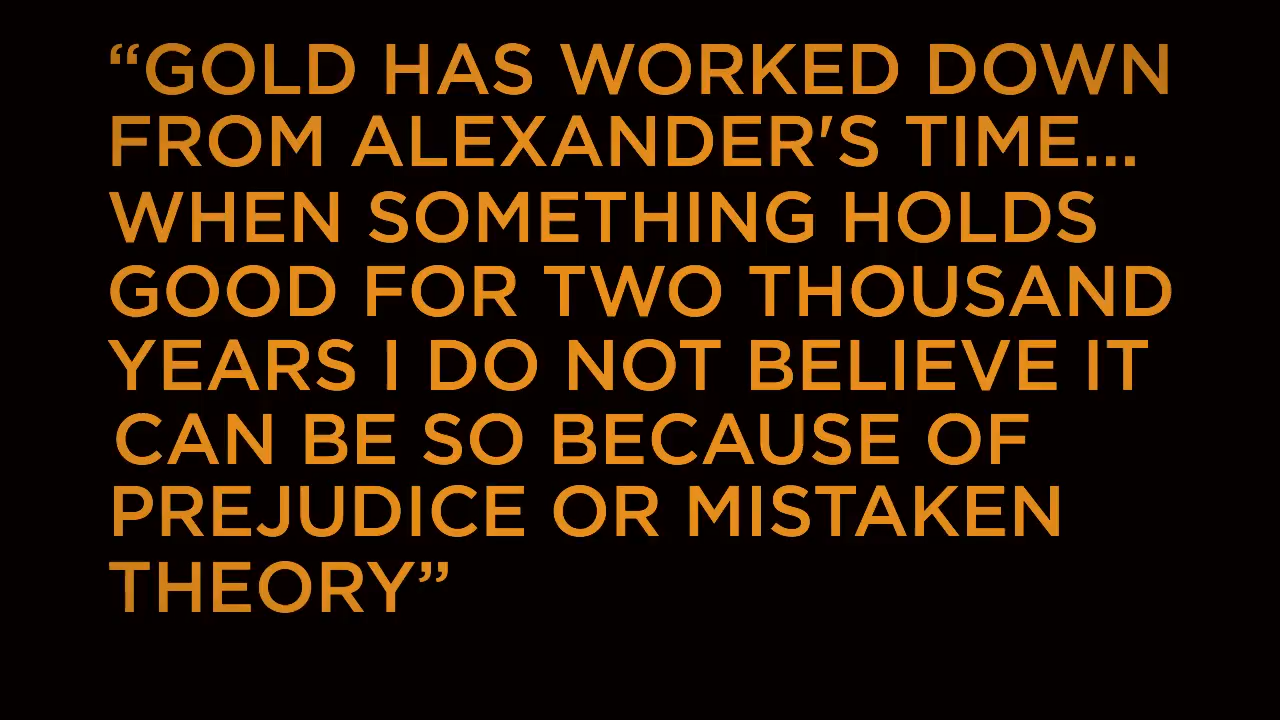 “GOLD HAS WORKED DOWN
FROM ALEXANDER'S TIME...
WHEN SOMETHING HOLDS
GOOD FOR TWO THOUSAND
YEARS I DO NOT BELIEVE IT
CAN BE SO BECAUSE OF
PREJUDICE OR MISTAKEN
THEORY”